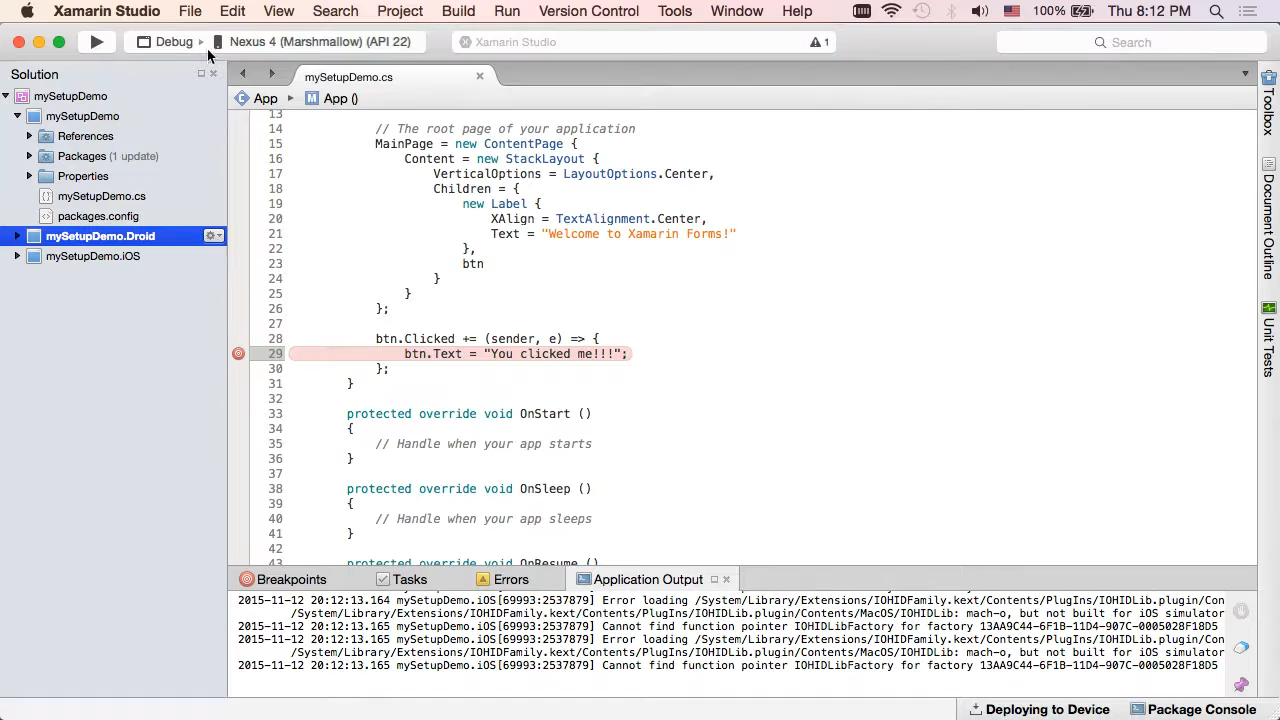 Xamarin Studio File Edit View Search Project Build Run Version Control Tools Window Help 100% Thu 8:12 PM
Debug Nexus 4 (Marshmallow) (API 22) Xamarin Studio 1 Search
Solution
mySetupDemo
mySetupDemo
References
Packages (1 update)
Properties
mySetupDemo.cs
packages.config
mySetupDemo.Droid
mySetupDemo.iOS
mySetupDemo.cs
App App ()
13
14 // The root page of your application
15 MainPage = new ContentPage {
16 Content = new StackLayout {
17 VerticalOptions = LayoutOptions.Center,
18 Children = {
19 new Label {
20 XAlign = TextAlignment.Center,
21 Text = "Welcome to Xamarin Forms!"
22 },
23 btn
24 }
25 }
26 };
27
28 btn.Clicked += (sender, e) => {
29 btn.Text = "You clicked me!!!";
30 };
31 }
32
33 protected override void OnStart ()
34 {
35 // Handle when your app starts
36 }
37
38 protected override void OnSleep ()
39 {
40 // Handle when your app sleeps
41 }
42
43 protected override void OnResume ()
Toolbox
Document Outline
Unit Tests
Breakpoints Tasks Errors Application Output
2015-11-12 20:12:13.164 mySetupDemo.iOS[69993:2537879] Error loading /System/Library/Extensions/IOHIDFamily.kext/Contents/PlugIns/IOHIDLib.plugin/Con
/System/Library/Extensions/IOHIDFamily.kext/Contents/PlugIns/IOHIDLib.plugin/Contents/MacOS/IOHIDLib: mach-o, but not built for iOS simulator
2015-11-12 20:12:13.165 mySetupDemo.iOS[69993:2537879] Cannot find function pointer IOHIDLibFactory for factory 13AA9C44-6F1B-11D4-907C-0005028F18D5
2015-11-12 20:12:13.165 mySetupDemo.iOS[69993:2537879] Error loading /System/Library/Extensions/IOHIDFamily.kext/Contents/PlugIns/IOHIDLib.plugin/Con
/System/Library/Extensions/IOHIDFamily.kext/Contents/PlugIns/IOHIDLib.plugin/Contents/MacOS/IOHIDLib: mach-o, but not built for iOS simulator
2015-11-12 20:12:13.165 mySetupDemo.iOS[69993:2537879] Cannot find function pointer IOHIDLibFactory for factory 13AA9C44-6F1B-11D4-907C-0005028F18D5
Deploying to Device Package Console